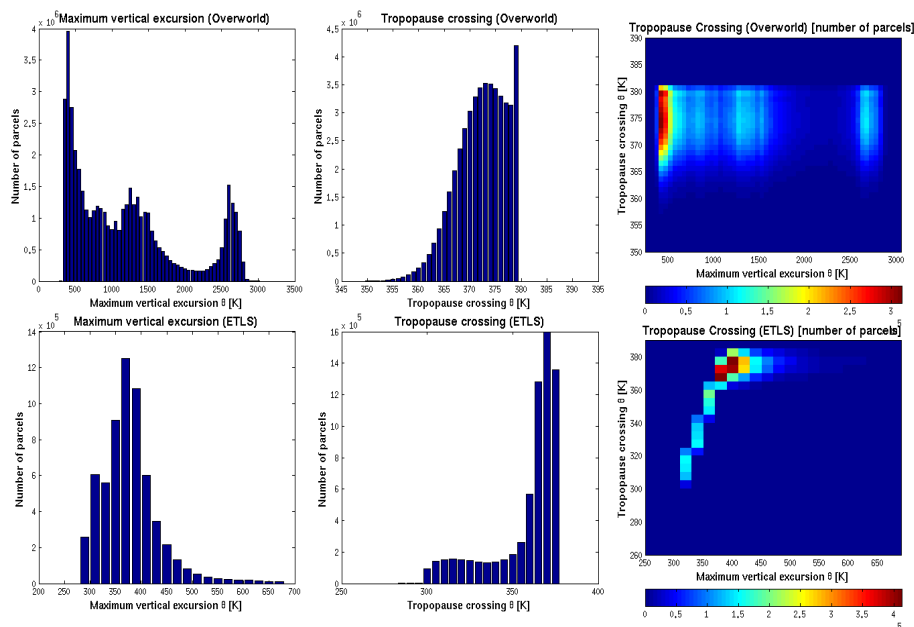 x 10 6
Maximum vertical excursion (Overworld)
4
3.5
3
2.5
2
1.5
1
0.5
0
Number of parcels
0 500 1000 1500 2000 2500 3000 3500
Maximum vertical excursion θ [K]
x 10 6
Tropopause crossing (Overworld)
4.5
4
3.5
3
2.5
2
1.5
1
0.5
0
Number of parcels
345 355 365 370 375 385 395
Tropopause crossing θ [K]
Tropopause Crossing (Overworld) [number of parcels]
390
385
380
375
370
365
360
355
350
Tropopause crossing θ [K]
500 1000 1500 2000 2500 3000
Maximum vertical excursion θ [K]
0 0.5 1 1.5 2 2.5 3
5
x 10 5
Maximum vertical excursion (ETLS)
14
12
10
8
6
4
2
0
Number of parcels
200 250 300 350 400 450 500 550 600 650 700
Maximum vertical excursion θ [K]
x 10 5
Tropopause crossing (ETLS)
16
14
12
10
8
6
4
2
0
Number of parcels
250 300 350 400
Tropopause crossing θ [K]
Tropopause Crossing (ETLS) [number of parcels]
380
360
340
320
300
280
260
Tropopause crossing θ [K]
250 300 350 400 450 500 550 600 650
Maximum vertical excursion θ [K]
0 0.5 1 1.5 2 2.5 3 3.5 4
5